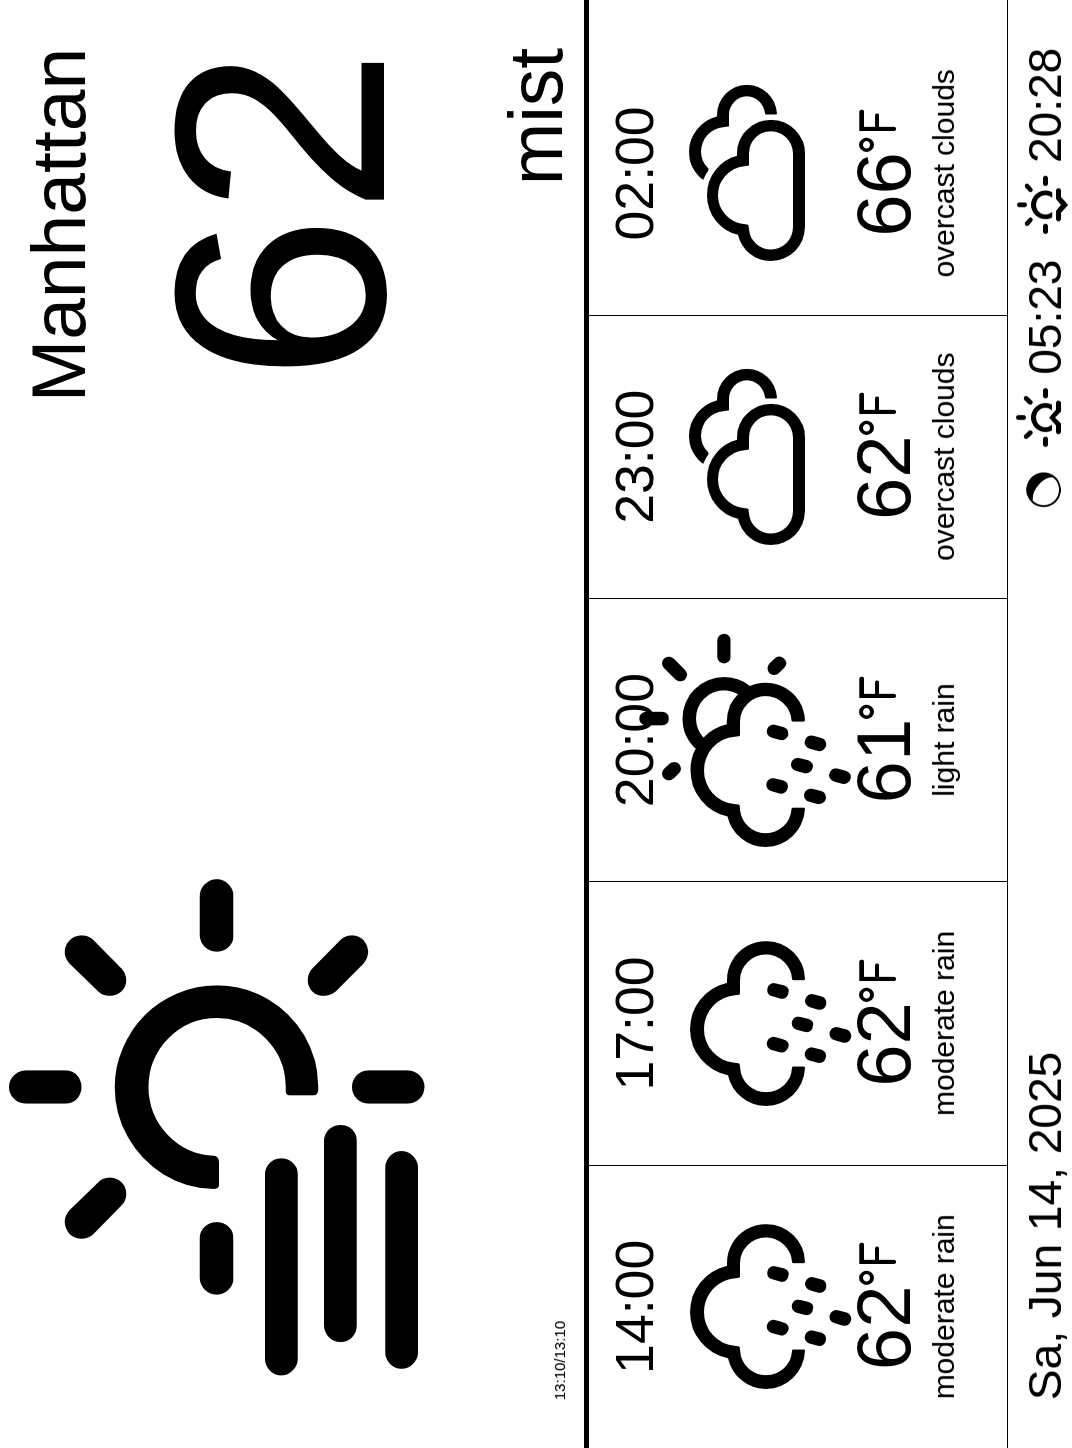 Manhattan
62
mist
13:10/13:10
14:00 17:00 20:00 23:00 02:00
62°F 62°F 61°F 62°F 66°F
moderate rain moderate rain light rain overcast clouds overcast clouds
Sa, Jun 14, 2025 05:23 20:28